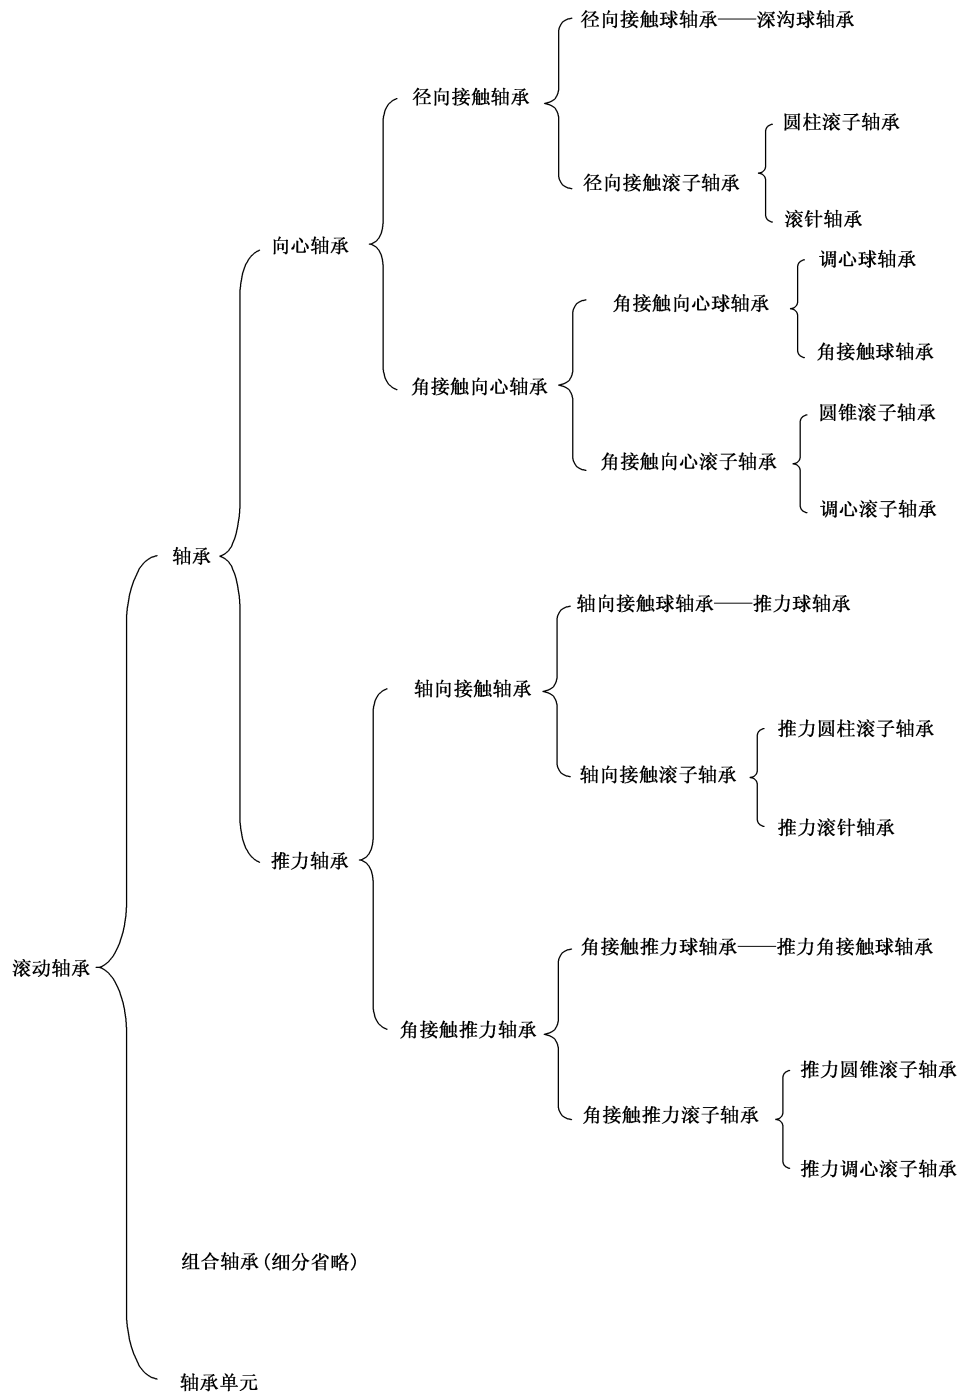 径向接触球轴承——深沟球轴承
径向接触轴承
圆柱滚子轴承
径向接触滚子轴承
滚针轴承
向心轴承
调心球轴承
角接触向心球轴承
角接触球轴承
角接触向心轴承
圆锥滚子轴承
角接触向心滚子轴承
调心滚子轴承
轴承
轴向接触球轴承——推力球轴承
轴向接触轴承
推力圆柱滚子轴承
轴向接触滚子轴承
推力滚针轴承
推力轴承
角接触推力球轴承——推力角接触球轴承
滚动轴承
角接触推力轴承
推力圆锥滚子轴承
角接触推力滚子轴承
推力调心滚子轴承
组合轴承(细分省略)
轴承单元